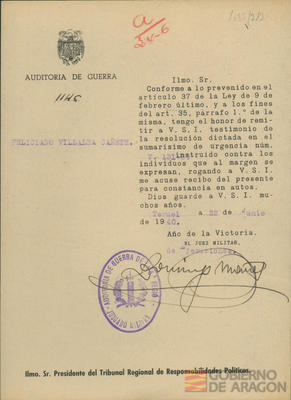 a
25-6
AUDITORIA DE GUERRA
1145
FELICIANO VILLALBA
Ilmo. Sr.
Conforme a lo prevenido en el
artículo 37 de la Ley de 9 de
febrero último, y a los fines
del art. 35, párrafo 1.º de la
misma, tengo el honor de remi-
tir a V. S. I. testimonio de
la resolución dictada en el
sumarísimo de urgencia núm.
instruido contra los
individuos que al margen se
expresan, rogando a V. S. I.
me acuse recibo del presente
para constancia en autos.
Dios guarde a V. S. I. mu-
chos años.
Teruel a 22 de Junio
de 1940.
Año de la Victoria.
EL JUEZ MILITAR,
AUDITORIA DE GUERRA DE
JUZGADO MILITAR
Ilmo. Sr. Presidente del Tribunal Regional de Responsabilidades Políticas.
GOBIERNO
DE ARAGON